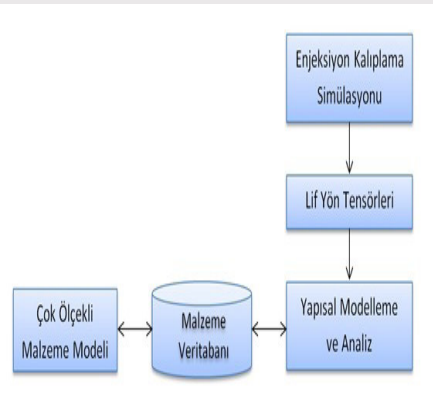 Enjeksiyon Kalıplama
Simülasyonu
Lif Yön Tensörleri
Yapısal Modelleme
ve Analiz
Malzeme
Veritabanı
Çok Ölçekli
Malzeme Modeli